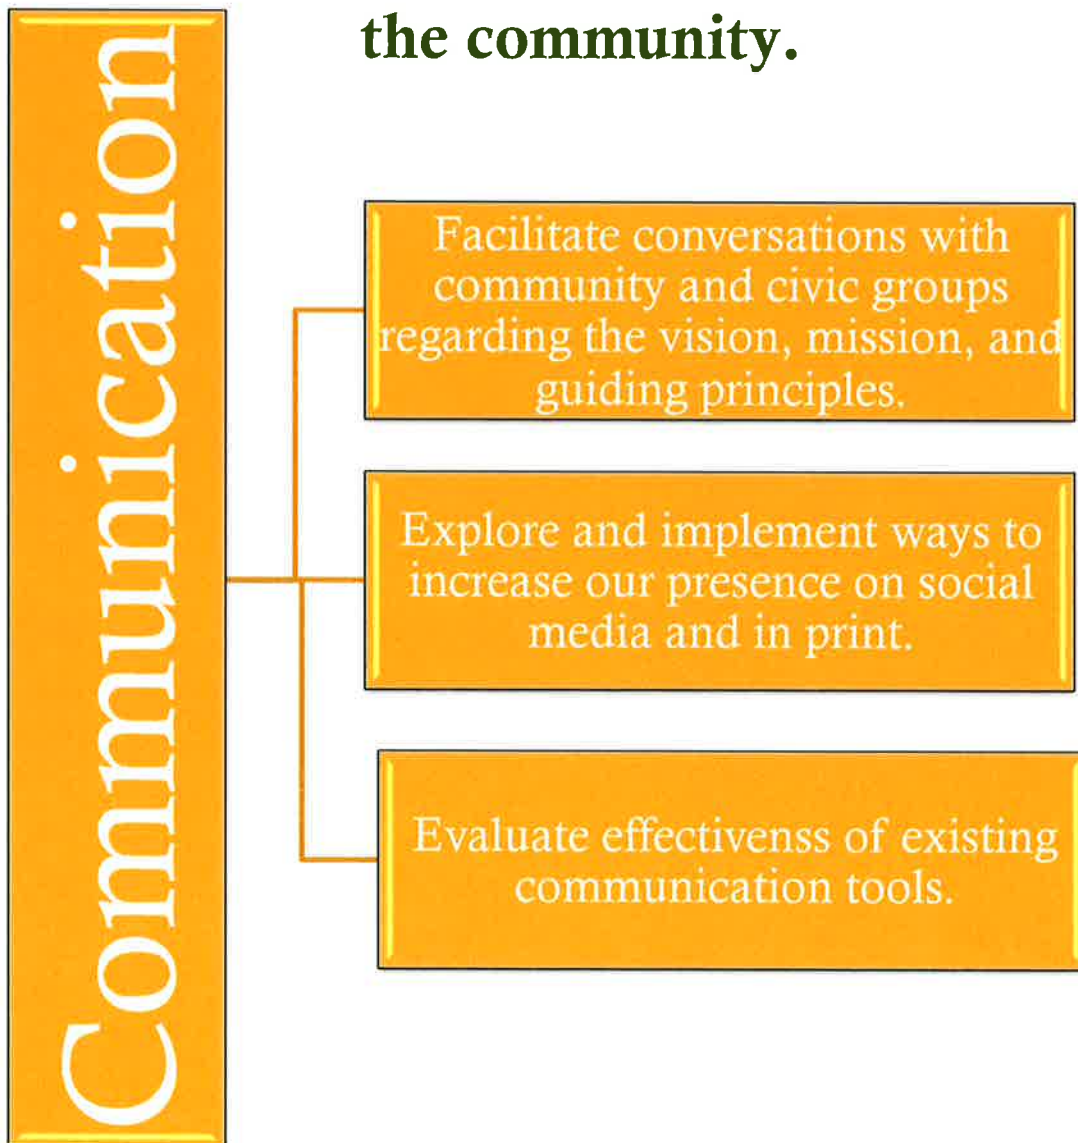 the community.
Communication
Facilitate conversations with
community and civic groups
regarding the vision, mission, and
guiding principles.
Explore and implement ways to
increase our presence on social
media and in print.
Evaluate effectivenss of existing
communication tools.